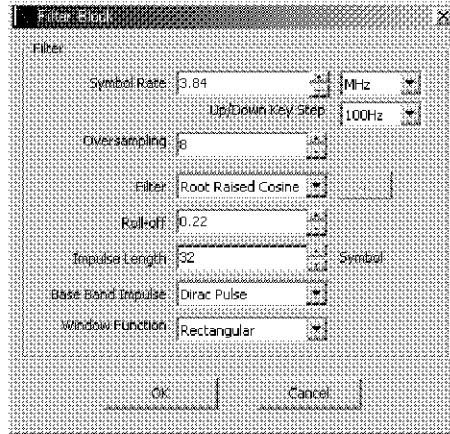 Filter Block
Filter
Symbol Rate 3.84 MHz
Up/Down Key Step 100Hz
Oversampling 8
Filter Root Raised Cosine
Roll-off 0.22
Impulse Length 32 Symbol
Base Band Impulse Dirac Pulse
Window Function Rectangular
OK Cancel